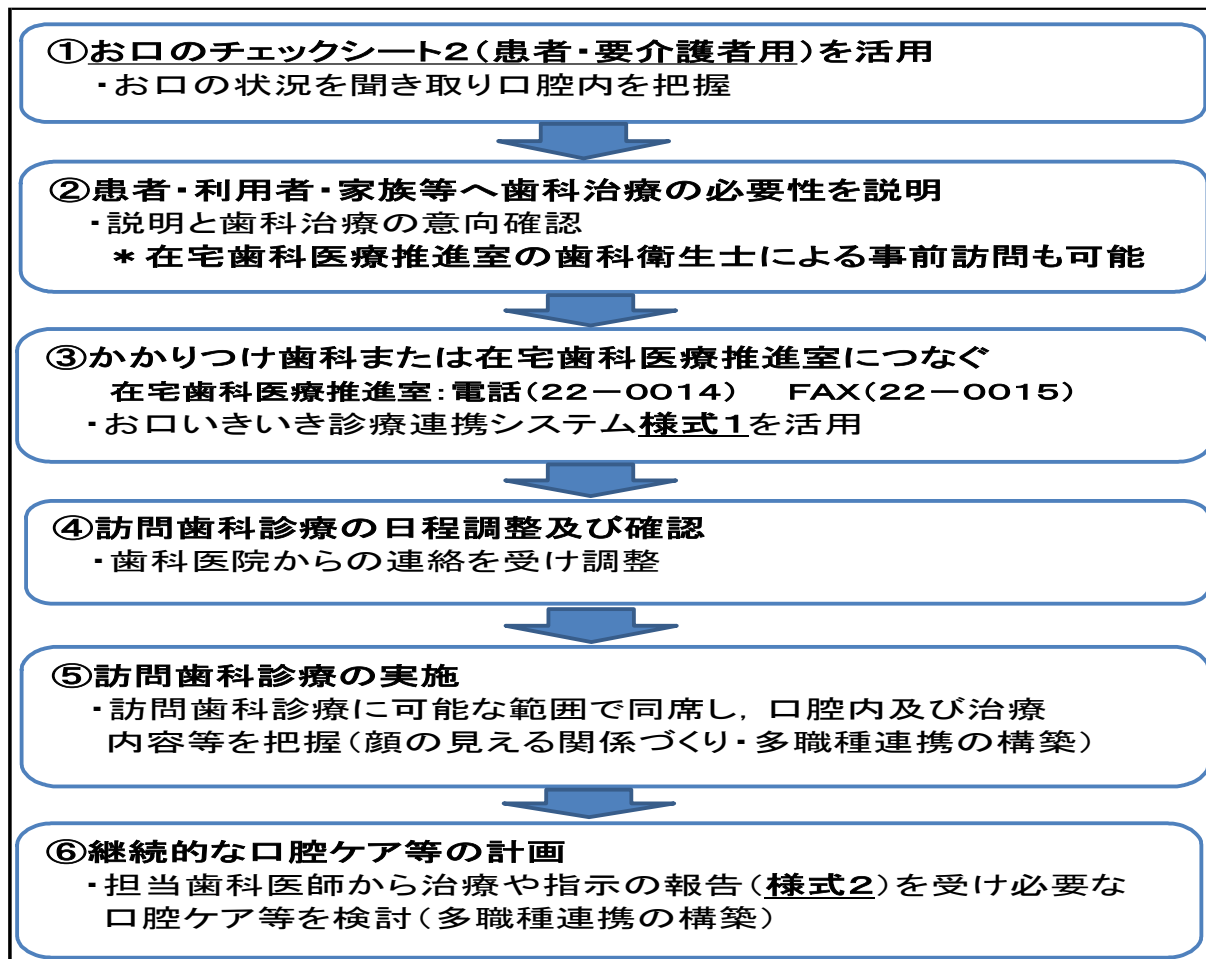 ①お口のチェックシート2(患者・要介護者用)を活用
・お口の状況を聞き取り口腔内を把握
②患者・利用者・家族等へ歯科治療の必要性を説明
・説明と歯科治療の意向確認
＊在宅歯科医療推進室の歯科衛生士による事前訪問も可能
③かかりつけ歯科または在宅歯科医療推進室につなぐ
在宅歯科医療推進室：電話(22－0014)　FAX(22－0015)
・お口いきいき診療連携システム様式1を活用
④訪問歯科診療の日程調整及び確認
・歯科医院からの連絡を受け調整
⑤訪問歯科診療の実施
・訪問歯科診療に可能な範囲で同席し，口腔内及び治療
内容等を把握(顔の見える関係づくり・多職種連携の構築)
⑥継続的な口腔ケア等の計画
・担当歯科医師から治療や指示の報告(様式2)を受け必要な
口腔ケア等を検討(多職種連携の構築)